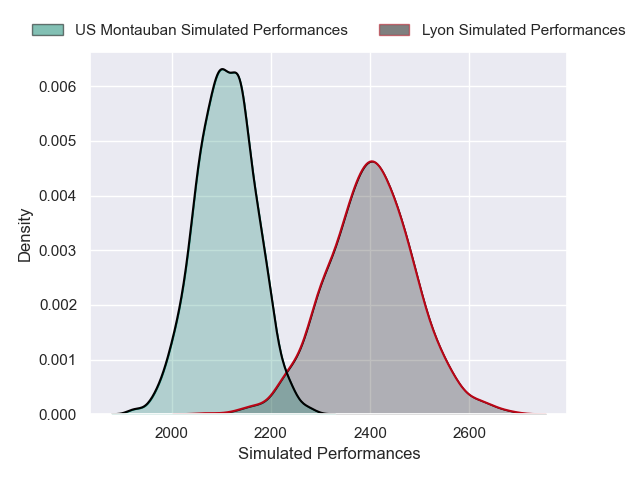 US Montauban Simulated Performances Lyon Simulated Performances
0.006
0.005
0.004
0.003
0.002
0.001
0.000
Density
2000 2200 2400 2600
Simulated Performances